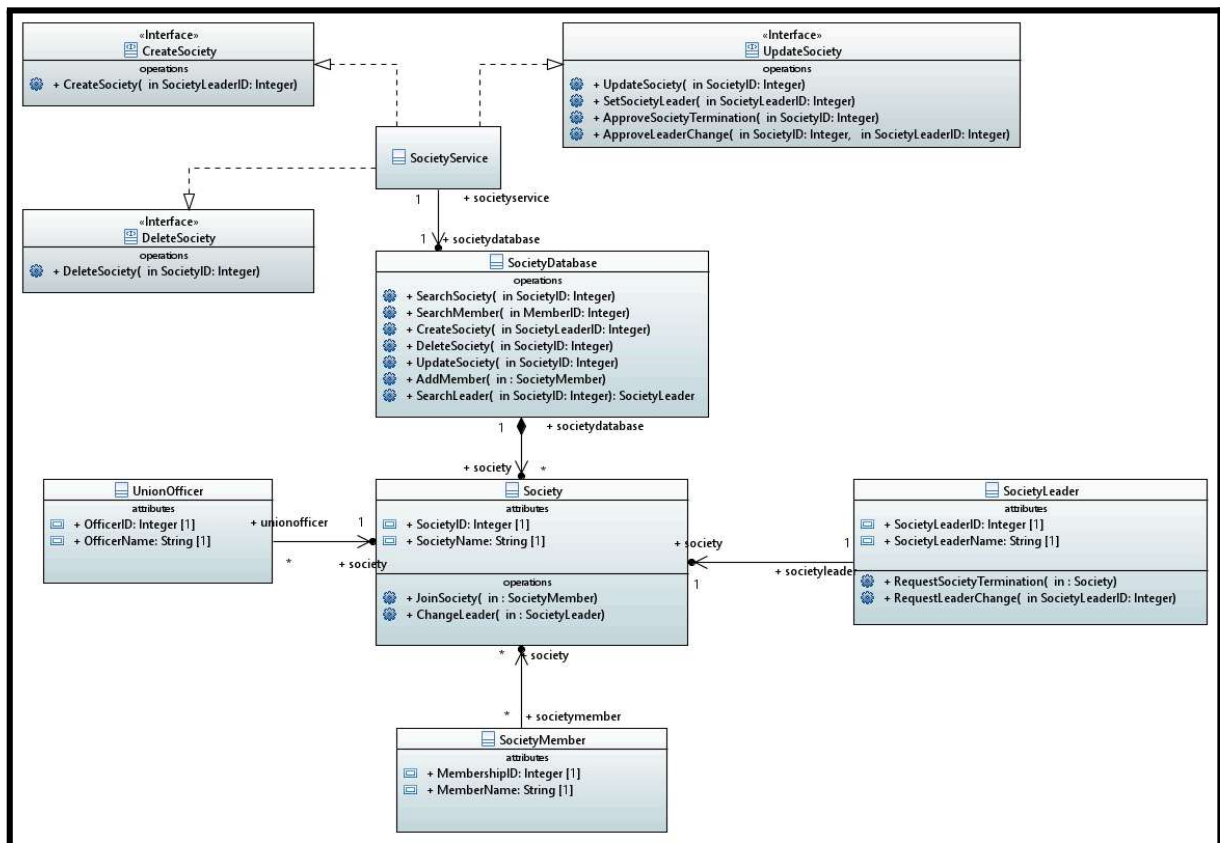 «Interface»
CreateSociety
operations
+ CreateSociety( in SocietyLeaderID: Integer)
«Interface»
UpdateSociety
operations
+ UpdateSociety( in SocietyID: Integer)
+ SetSocietyLeader( in SocietyLeaderID: Integer)
+ ApproveSocietyTermination( in SocietyID: Integer)
+ ApproveLeaderChange( in SocietyID: Integer, in SocietyLeaderID: Integer)
SocietyService
1
+ societyservice
«Interface»
DeleteSociety
operations
+ DeleteSociety( in SocietyID: Integer)
1
+ societydatabase
SocietyDatabase
operations
+ SearchSociety( in SocietyID: Integer)
+ SearchMember( in MemberID: Integer)
+ CreateSociety( in SocietyLeaderID: Integer)
+ DeleteSociety( in SocietyID: Integer)
+ UpdateSociety( in SocietyID: Integer)
+ AddMember( in : SocietyMember)
+ SearchLeader( in SocietyID: Integer): SocietyLeader
1
+ societydatabase
+ society
*
UnionOfficer
attributes
+ OfficerID: Integer [1]
+ OfficerName: String [1]
+ unionofficer
1
*
+ society
Society
attributes
+ SocietyID: Integer [1]
+ SocietyName: String [1]
operations
+ JoinSociety( in : SocietyMember)
+ ChangeLeader( in : SocietyLeader)
+ society
1
+ societyleader
1
SocietyLeader
attributes
+ SocietyLeaderID: Integer [1]
+ SocietyLeaderName: String [1]
+ RequestSocietyTermination( in : Society)
+ RequestLeaderChange( in SocietyLeaderID: Integer)
*
+ society
*
+ societymember
SocietyMember
attributes
+ MembershipID: Integer [1]
+ MemberName: String [1]